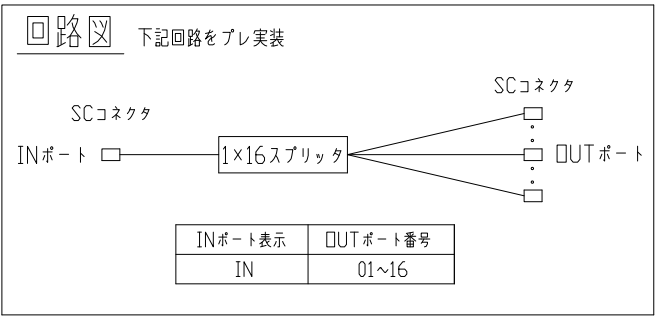 回路図 下記回路をプレ実装
SCコネクタ
SCコネクタ
INポート 1×16スプリッタ OUTポート
INポート表示 OUTポート番号
IN 01~16